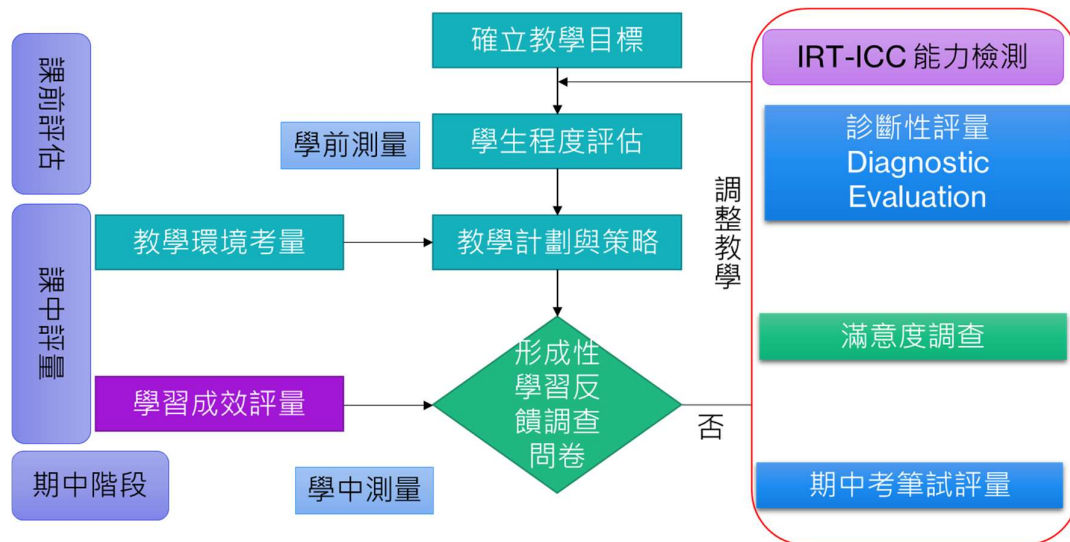 課前評估
課中評量
期中階段
確立教學目標
學前測量
學生程度評估
教學環境考量
教學計劃與策略
學習成效評量
形成性
學習反
饋調查
問卷
學中測量
否
調整教學
IRT-ICC 能力檢測
診斷性評量
Diagnostic
Evaluation
滿意度調查
期中考筆試評量